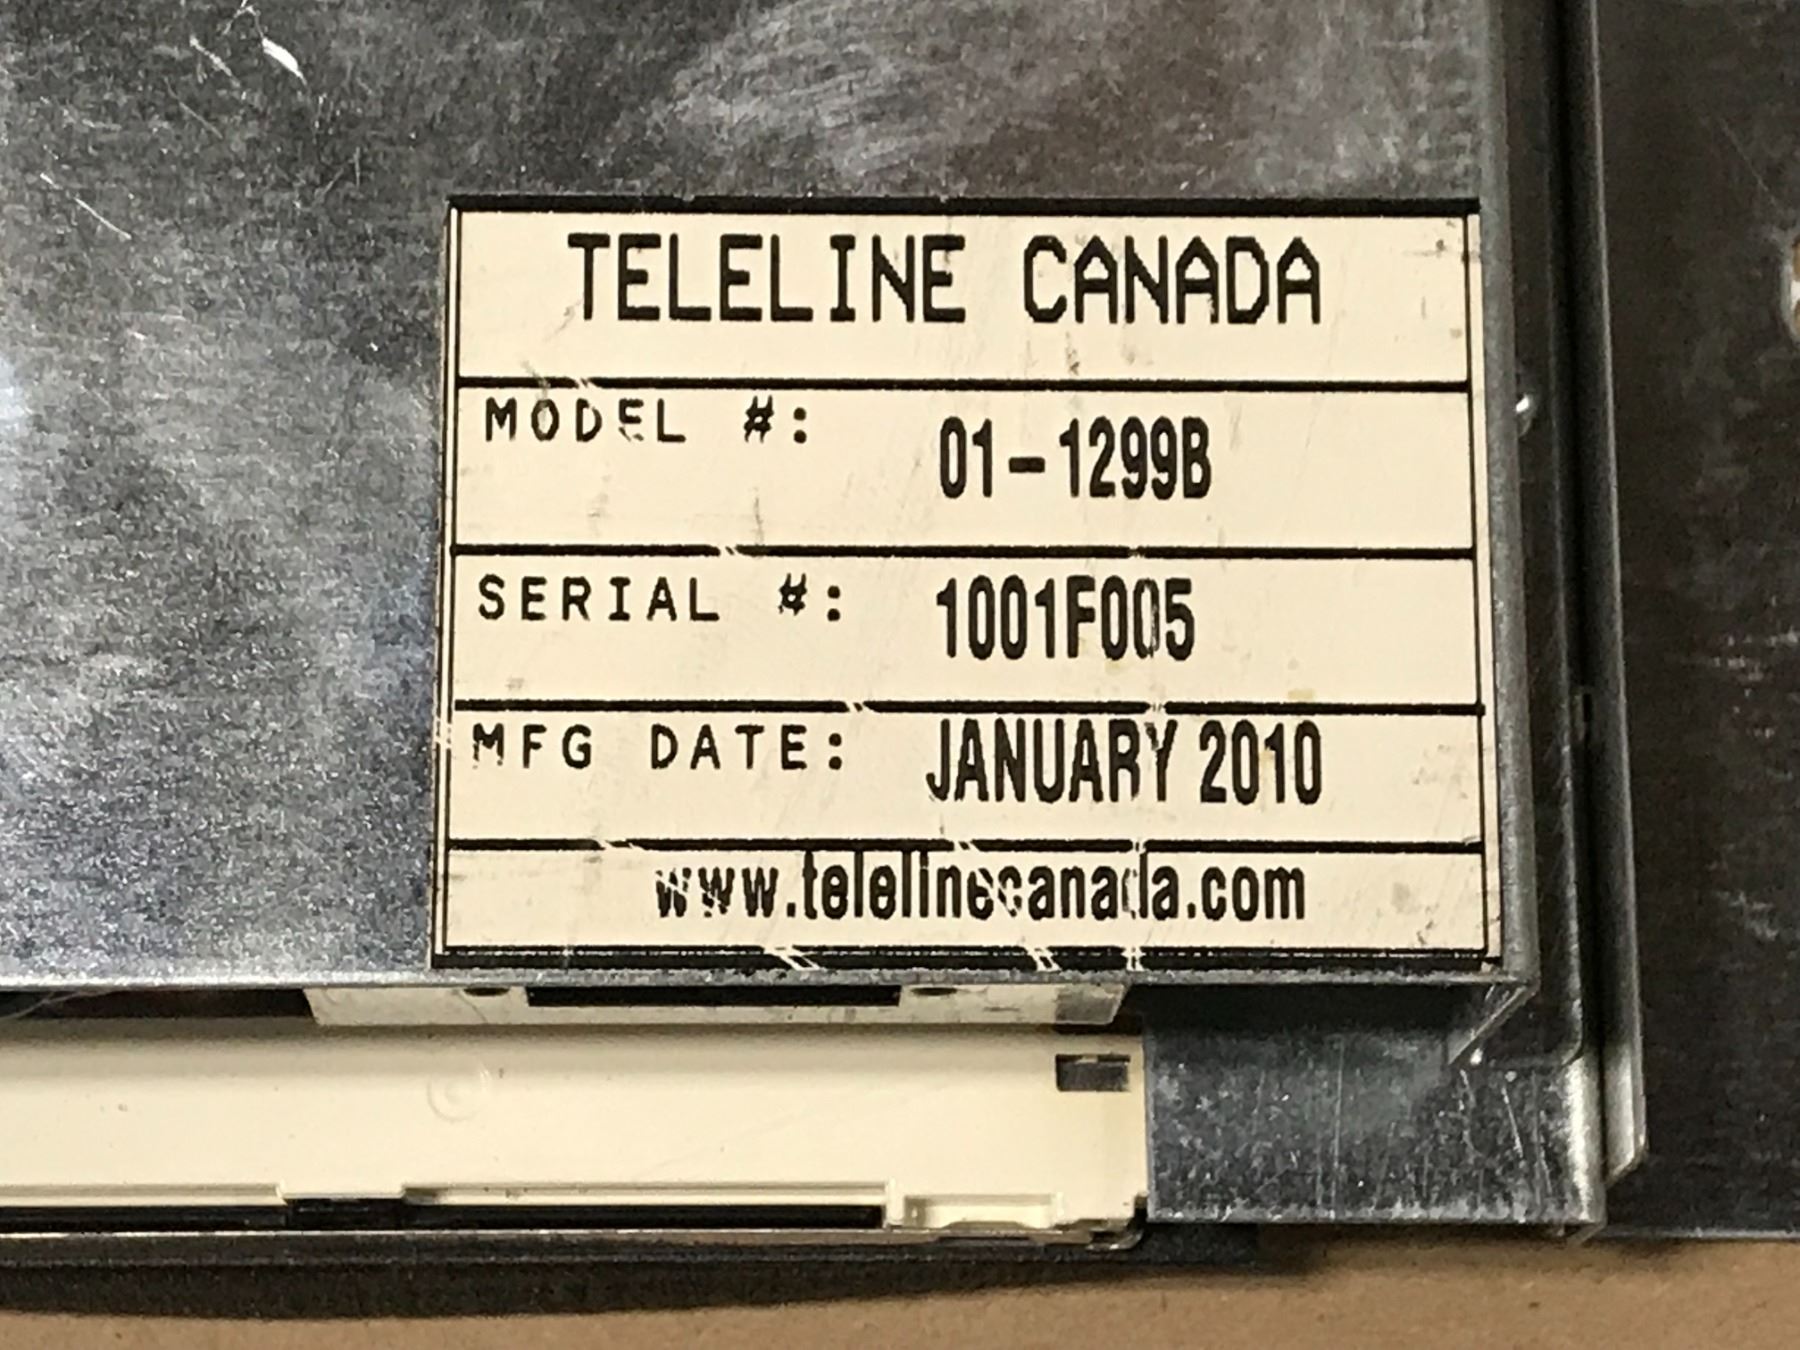 TELELINE CANADA
MODEL #: 01-1299B
SERIAL #: 1001F005
MFG DATE: JANUARY 2010
www.telelinecanada.com